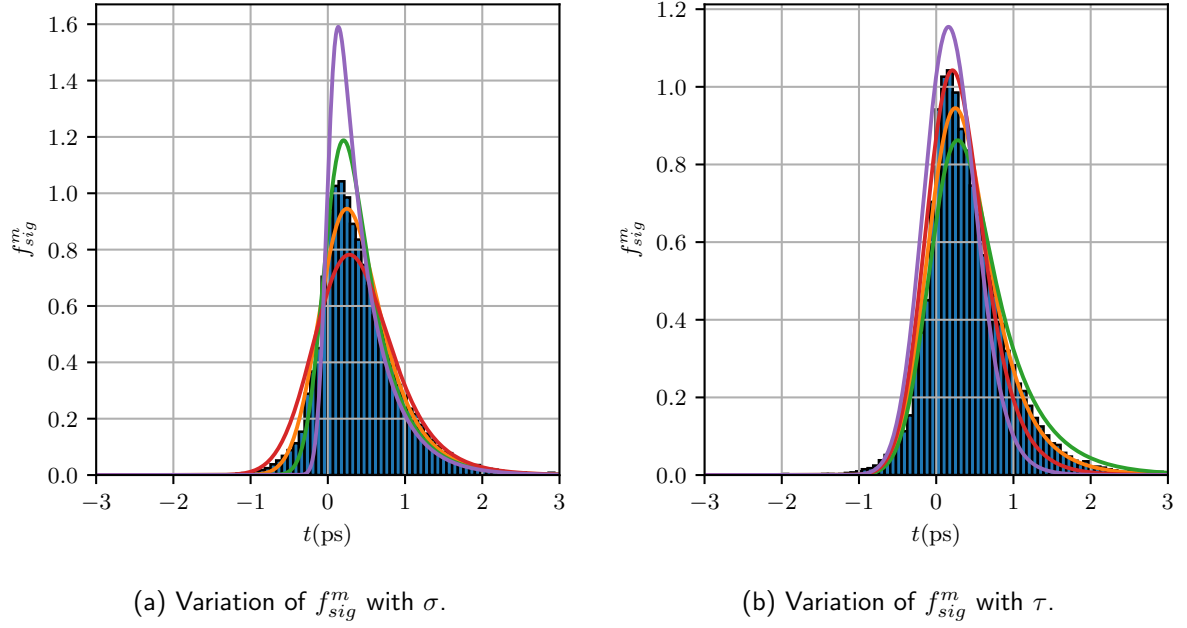 1.6
1.4
1.2
1.0
0.8
0.6
0.4
0.2
0.0
f^m_{sig}
−3 −2 −1 0 1 2 3
t(ps)
(a) Variation of f^m_{sig} with σ.
1.2
1.0
0.8
0.6
0.4
0.2
0.0
f^m_{sig}
−3 −2 −1 0 1 2 3
t(ps)
(b) Variation of f^m_{sig} with τ.